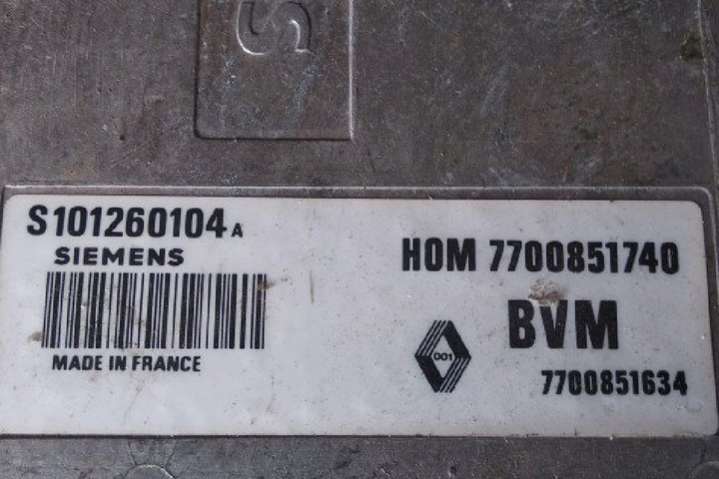 S
S101260104A
SIEMENS
MADE IN FRANCE
HOM 7700851740
BVM
001
7700851634